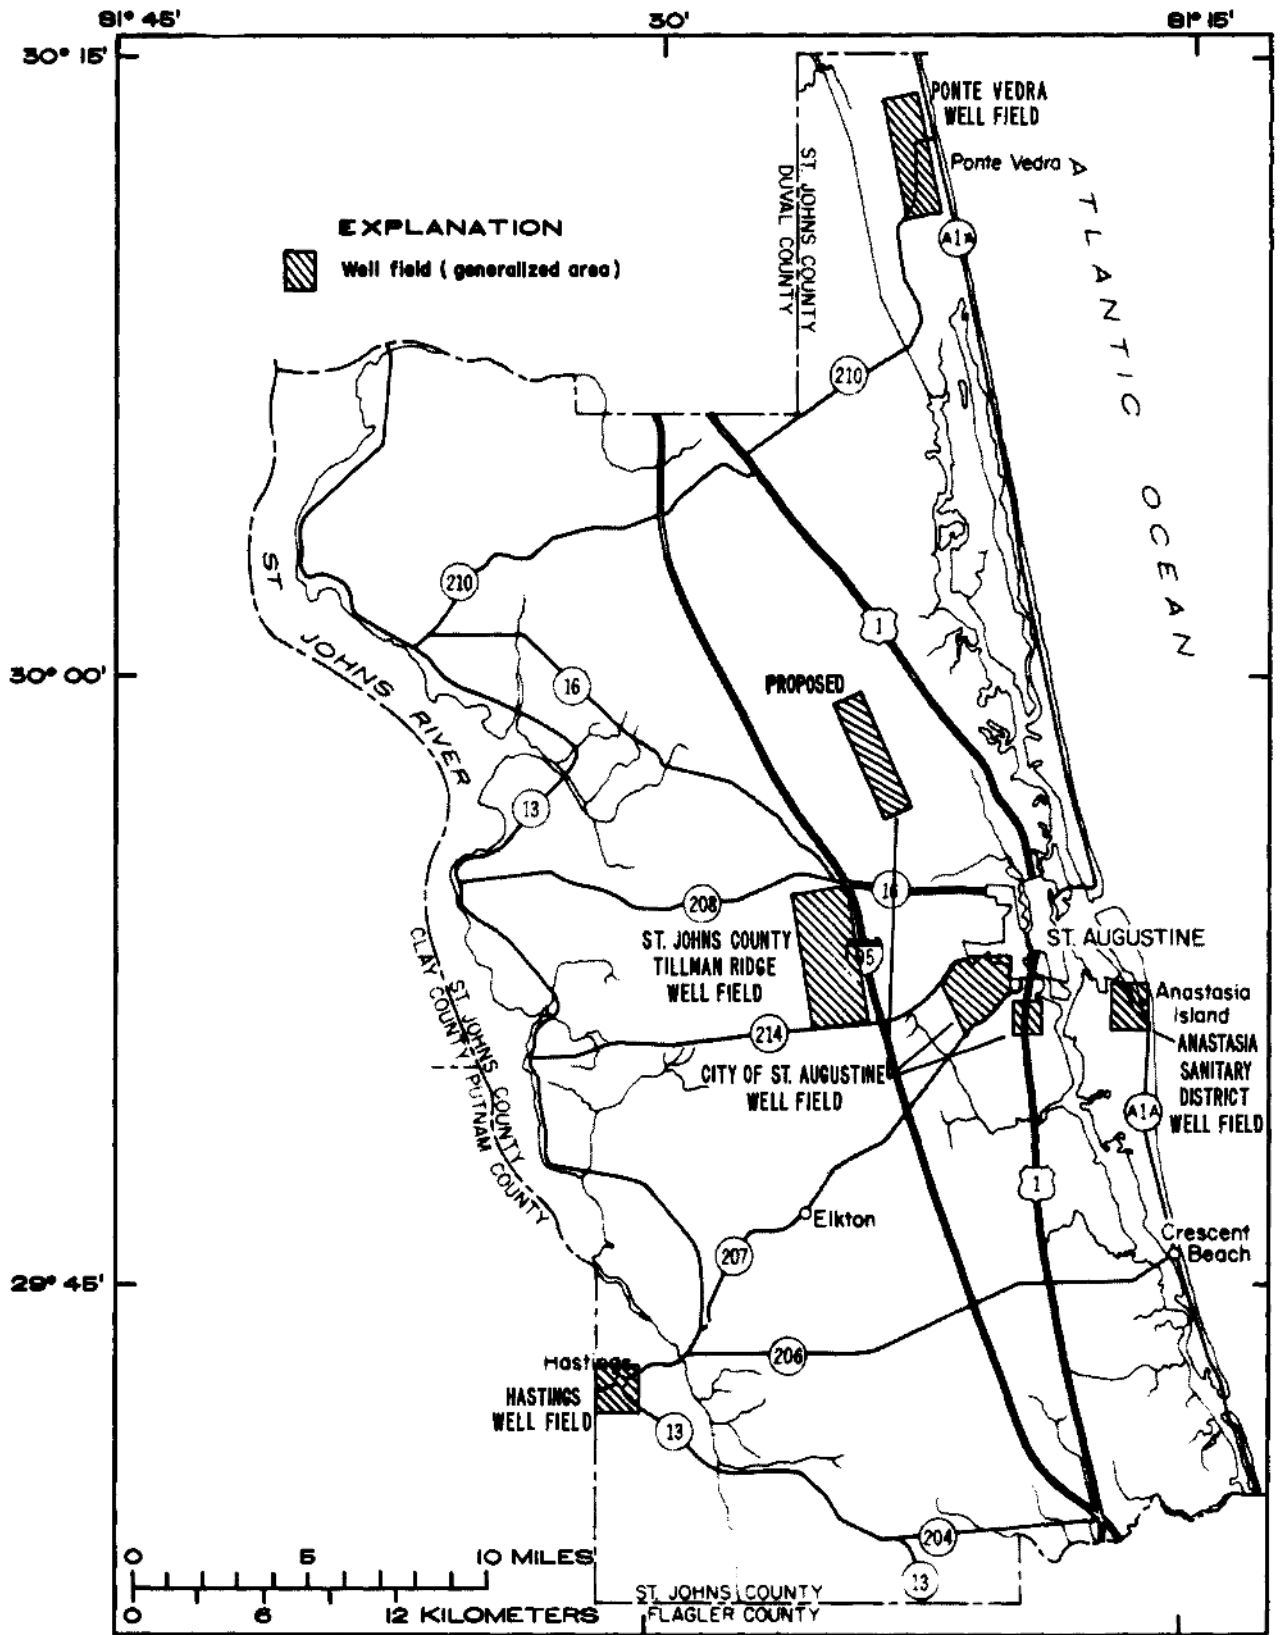 81° 45'
30'
81° 15'
30° 15'
PONTE VEDRA
WELL FIELD
Ponte Vedra
ST. JOHNS COUNTY
DUVAL COUNTY
ATLANTIC OCEAN
EXPLANATION
Well field (generalized area)
A1A
210
210
1
ST JOHNS RIVER
30° 00'
16
PROPOSED
13
208
16
ST. JOHNS COUNTY
TILLMAN RIDGE
WELL FIELD
95
ST. AUGUSTINE
CLAY COUNTY
ST. JOHNS COUNTY
PUTNAM COUNTY
Anastasia
Island
214
ANASTASIA
SANITARY
DISTRICT
WELL FIELD
CITY OF ST. AUGUSTINE
WELL FIELD
A1A
1
Elkton
207
Crescent
Beach
29° 45'
206
Hastings
HASTINGS
WELL FIELD
13
204
13
0 5 10 MILES
0 6 12 KILOMETERS
ST. JOHNS COUNTY
FLAGLER COUNTY